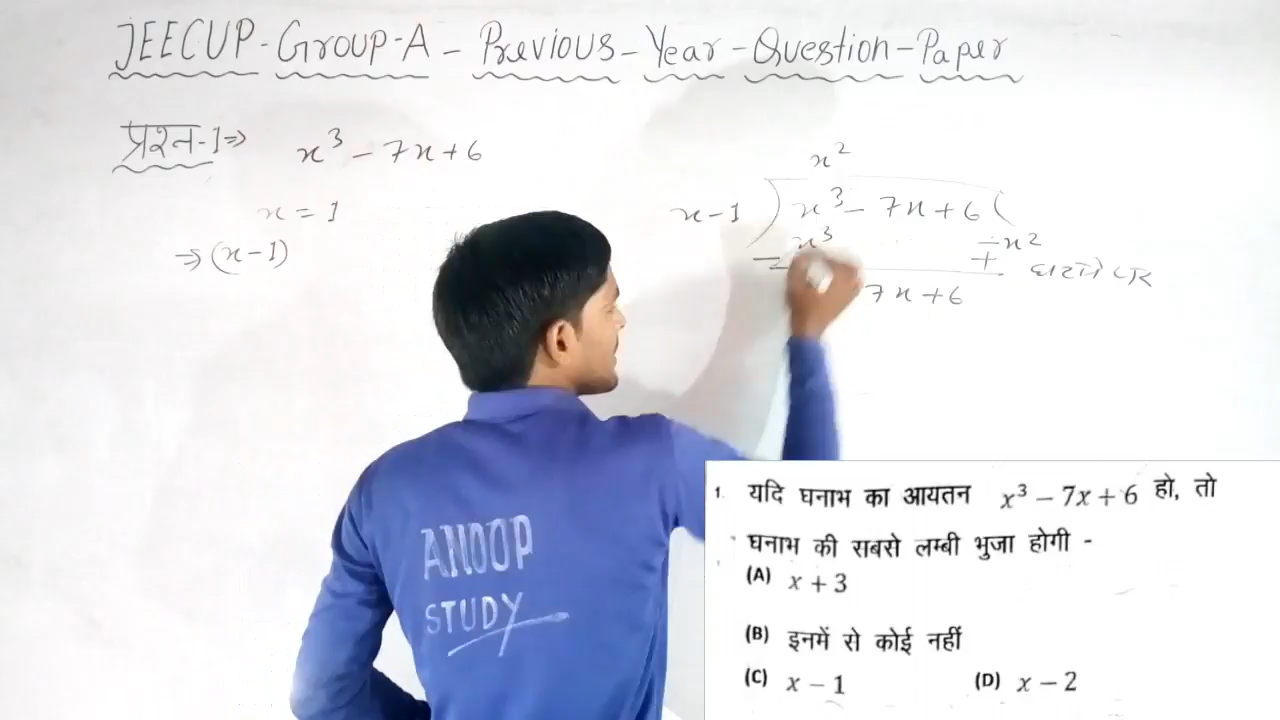 JEECUP-Group-A-Previous-Year-Question-Paper
प्रश्न-1⇒ x³ - 7x + 6
x = 1
⇒ (x-1)
x²
x-1 ) x³ - 7x + 6 (
x³ - x²
- +
7x + 6
ANOOP
STUDY
1. यदि घनाभ का आयतन x³ – 7x + 6 हो, तो
घनाभ की सबसे लम्बी भुजा होगी -
(A) x + 3
(B) इनमें से कोई नहीं
(C) x – 1 (D) x – 2